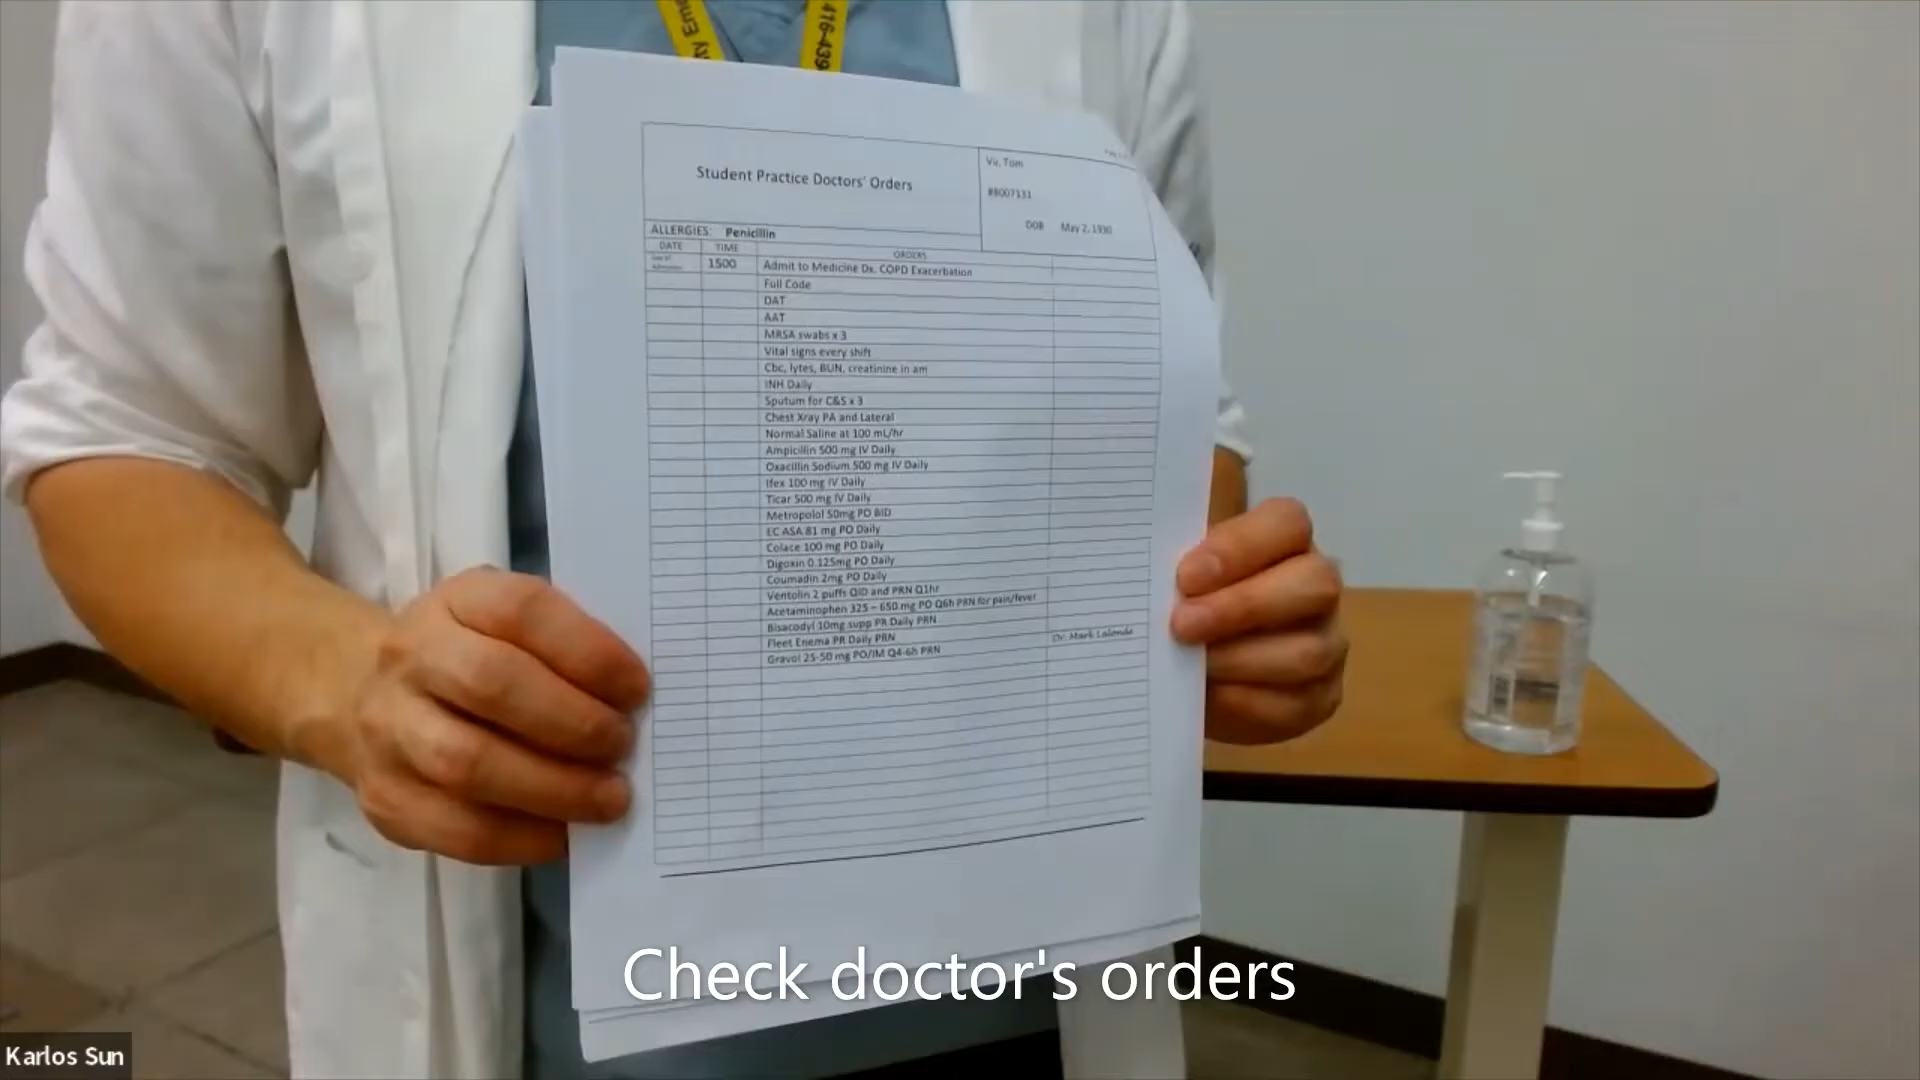 416-439
Student Practice Doctors' Orders
Vu, Tom
#8007131
DOB May 2, 1930
ALLERGIES: Penicillin
DATE TIME ORDERS
1500 Admit to Medicine Dx. COPD Exacerbation
Full Code
DAT
AAT
MRSA swabs x 3
Vital signs every shift
Cbc, lytes, BUN, creatinine in am
INH Daily
Sputum for C&S x 3
Chest Xray PA and Lateral
Normal Saline at 100 mL/hr
Ampicillin 500 mg IV Daily
Oxacillin Sodium 500 mg IV Daily
Ifex 100 mg IV Daily
Ticar 500 mg IV Daily
Metropolol 50mg PO BID
EC ASA 81 mg PO Daily
Colace 100 mg PO Daily
Digoxin 0.125mg PO Daily
Coumadin 2mg PO Daily
Ventolin 2 puffs QID and PRN Q1hr
Acetaminophen 325 – 650 mg PO Q6h PRN for pain/fever
Bisacodyl 10mg supp PR Daily PRN
Fleet Enema PR Daily PRN Dr. Mark Lalonde
Gravol 25-50 mg PO/IM Q4-6h PRN
Check doctor's orders
Karlos Sun